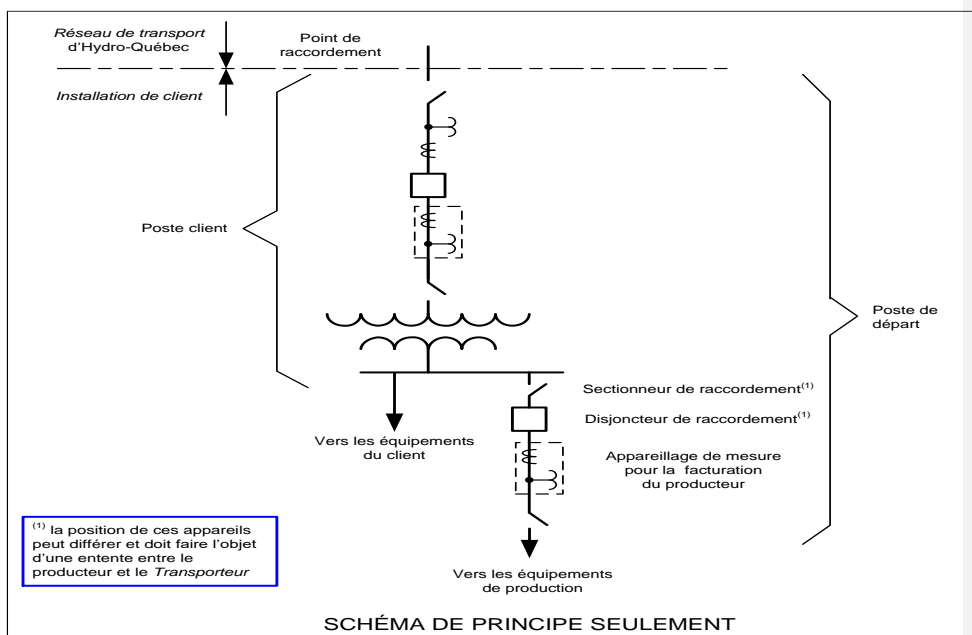 Réseau de transport
d'Hydro-Québec
Point de
raccordement
Installation de client
Poste client
Poste de
départ
Sectionneur de raccordement(1)
Disjoncteur de raccordement(1)
Vers les équipements
du client
Appareillage de mesure
pour la facturation
du producteur
(1) la position de ces appareils
peut différer et doit faire l'objet
d'une entente entre le
producteur et le Transporteur
Vers les équipements
de production
SCHÉMA DE PRINCIPE SEULEMENT